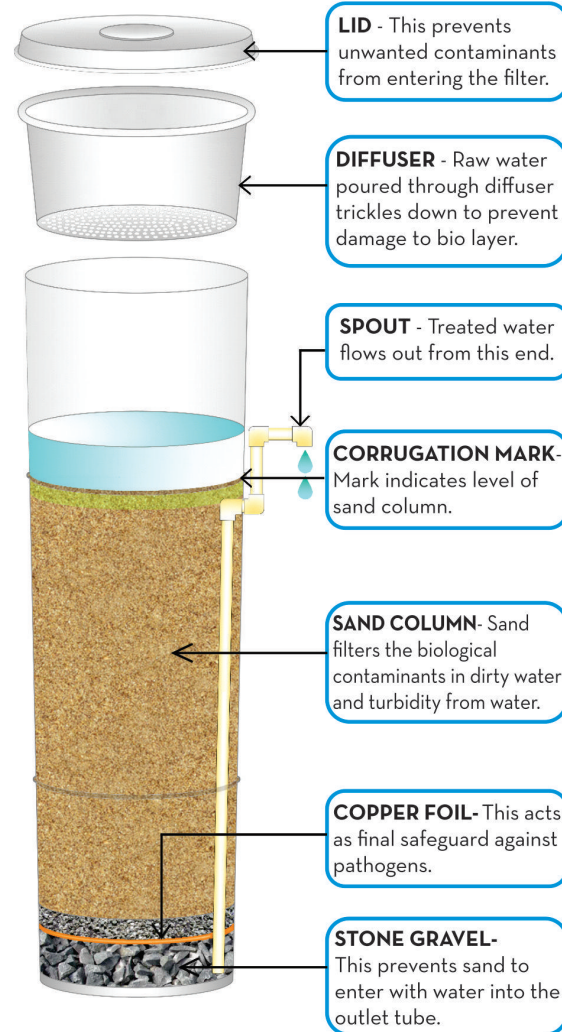 LID - This prevents
unwanted contaminants
from entering the filter.
DIFFUSER - Raw water
poured through diffuser
trickles down to prevent
damage to bio layer.
SPOUT - Treated water
flows out from this end.
CORRUGATION MARK-
Mark indicates level of
sand column.
SAND COLUMN- Sand
filters the biological
contaminants in dirty water
and turbidity from water.
COPPER FOIL- This acts
as final safeguard against
pathogens.
STONE GRAVEL-
This prevents sand to
enter with water into the
outlet tube.